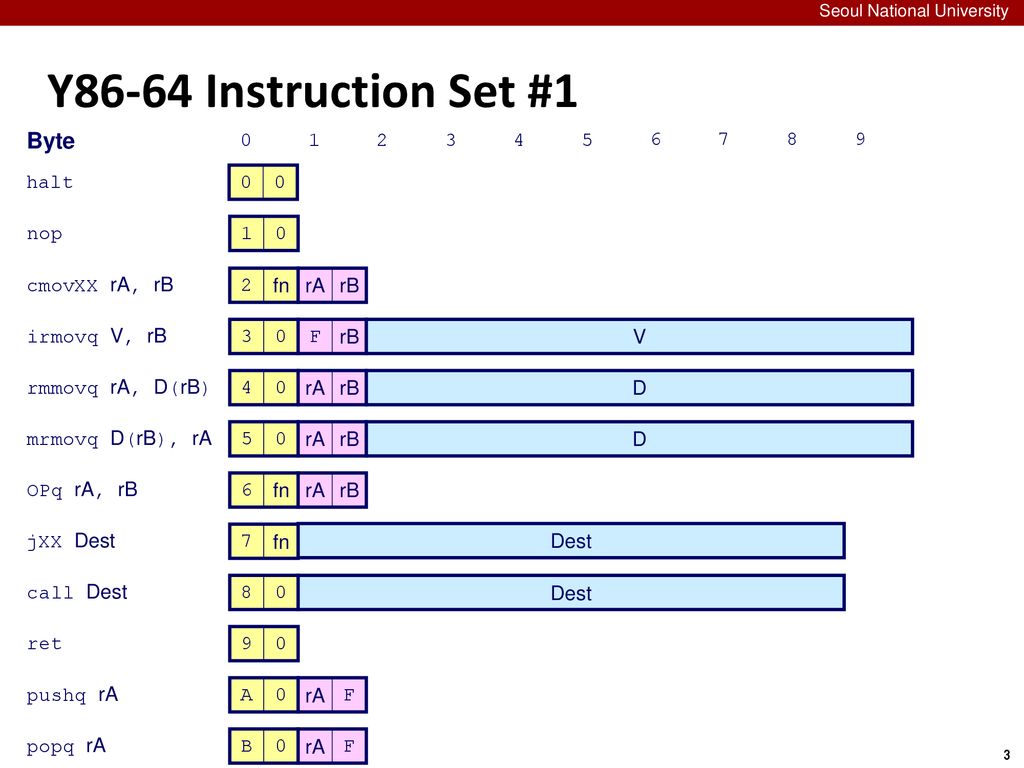 Seoul National University
Y86-64 Instruction Set #1
Byte 0 1 2 3 4 5 6 7 8 9
halt 0 0
nop 1 0
cmovXX rA, rB 2 fn rA rB
irmovq V, rB 3 0 F rB V
rmmovq rA, D(rB) 4 0 rA rB D
mrmovq D(rB), rA 5 0 rA rB D
OPq rA, rB 6 fn rA rB
jXX Dest 7 fn Dest
call Dest 8 0 Dest
ret 9 0
pushq rA A 0 rA F
popq rA B 0 rA F
3